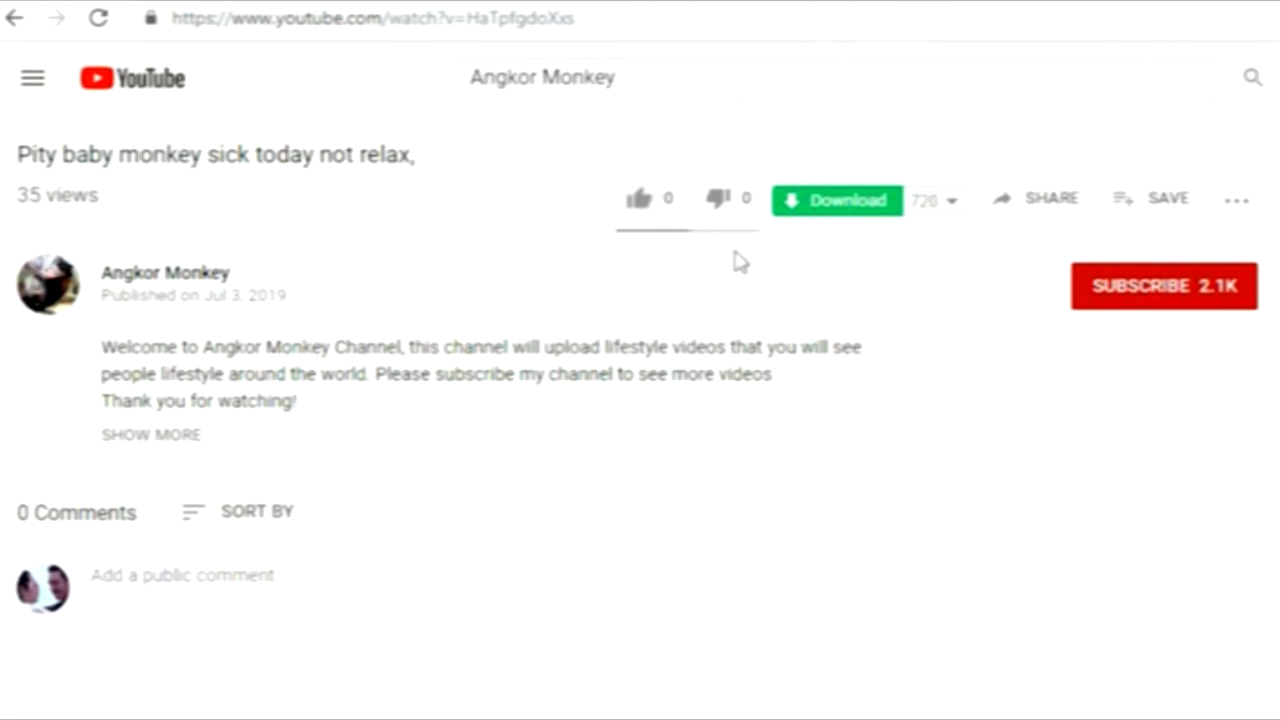 https://www.youtube.com/watch?v=HaTpfgdoXxs
YouTube
Angkor Monkey
Pity baby monkey sick today not relax,
35 views
0
0
Download
720
SHARE
SAVE
Angkor Monkey
Published on Jul 3, 2019
SUBSCRIBE 2.1K
Welcome to Angkor Monkey Channel, this channel will upload lifestyle videos that you will see
people lifestyle around the world. Please subscribe my channel to see more videos
Thank you for watching!
SHOW MORE
0 Comments
SORT BY
Add a public comment